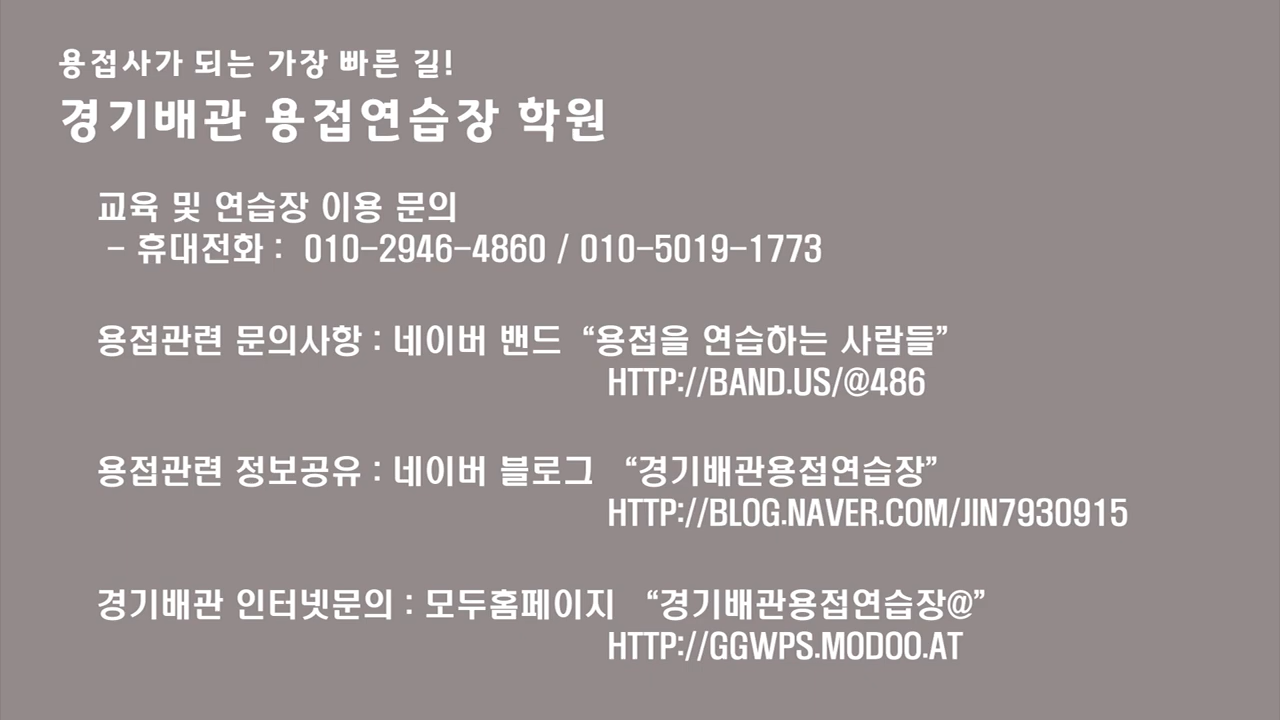 용접사가 되는 가장 빠른 길!
경기배관 용접연습장 학원
교육 및 연습장 이용 문의
- 휴대전화 : 010-2946-4860 / 010-5019-1773
용접관련 문의사항 : 네이버 밴드 “용접을 연습하는 사람들”
HTTP://BAND.US/@486
용접관련 정보공유 : 네이버 블로그 “경기배관용접연습장”
HTTP://BLOG.NAVER.COM/JIN7930915
경기배관 인터넷문의 : 모두홈페이지 “경기배관용접연습장@”
HTTP://GGWPS.MODOO.AT